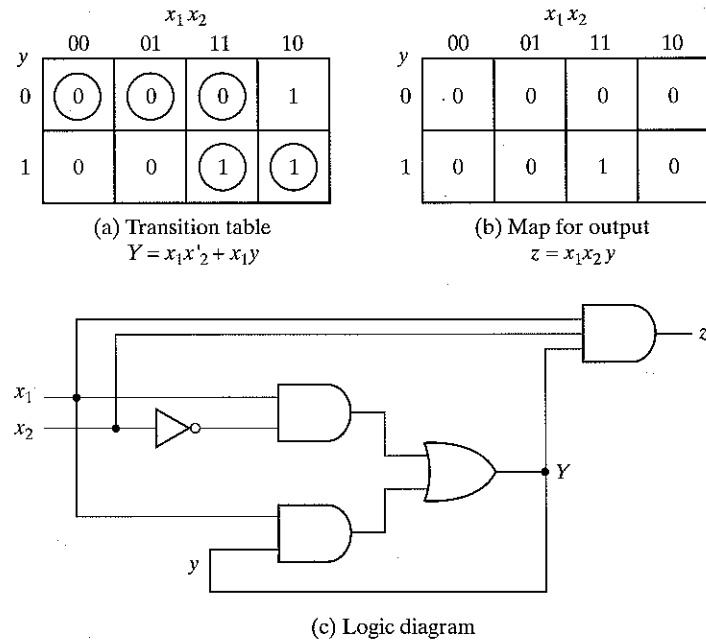 x₁x₂ x₁x₂
00 01 11 10 00 01 11 10
y y
0 0 0 0 1 0 0 0 0 0
1 0 0 1 1 1 0 0 1 0
(a) Transition table (b) Map for output
Y = x₁x'₂ + x₁y z = x₁x₂y
z
x₁
x₂
Y
y
(c) Logic diagram